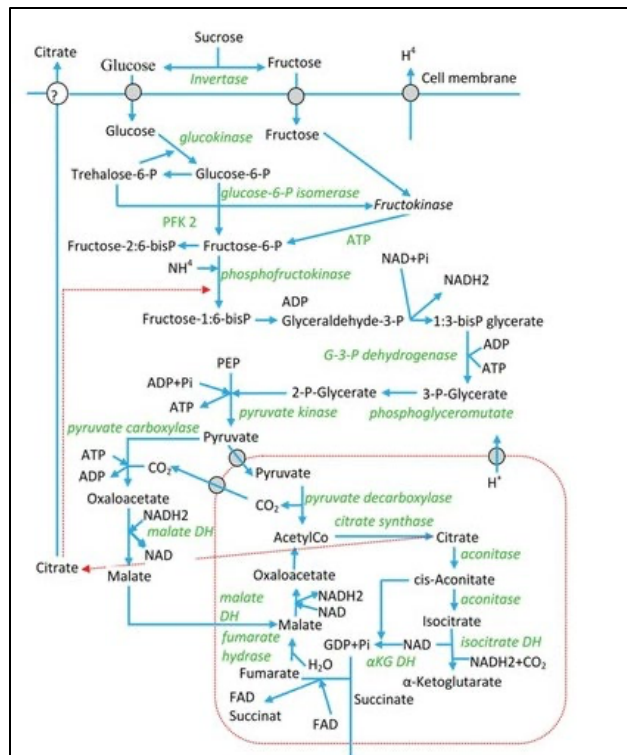 Sucrose
Citrate
Glucose
Fructose
H⁴
Invertase
Cell membrane
?
Glucose
glucokinase
Fructose
Trehalose-6-P
Glucose-6-P
glucose-6-P isomerase
Fructokinase
PFK 2
ATP
Fructose-2:6-bisP
Fructose-6-P
NAD+Pi
NH⁴
phosphofructokinase
NADH2
ADP
Fructose-1:6-bisP
Glyceraldehyde-3-P
1:3-bisP glycerate
G-3-P dehydrogenase
ADP
ATP
PEP
ADP+Pi
2-P-Glycerate
3-P-Glycerate
ATP
pyruvate kinase
phosphoglyceromutate
pyruvate carboxylase
Pyruvate
ATP
CO₂
Pyruvate
ADP
H⁺
Oxaloacetate
CO₂
pyruvate decarboxylase
NADH2
citrate synthase
malate DH
AcetylCo
Citrate
NAD
aconitase
Citrate
Malate
Oxaloacetate
cis-Aconitate
NADH2
aconitase
malate
NAD
Isocitrate
DH
Malate
GDP+Pi
NAD
isocitrate DH
fumarate
αKG DH
NADH2+CO₂
hydrase
H₂O
Fumarate
α-Ketoglutarate
FAD
Succinate
Succinat
FAD